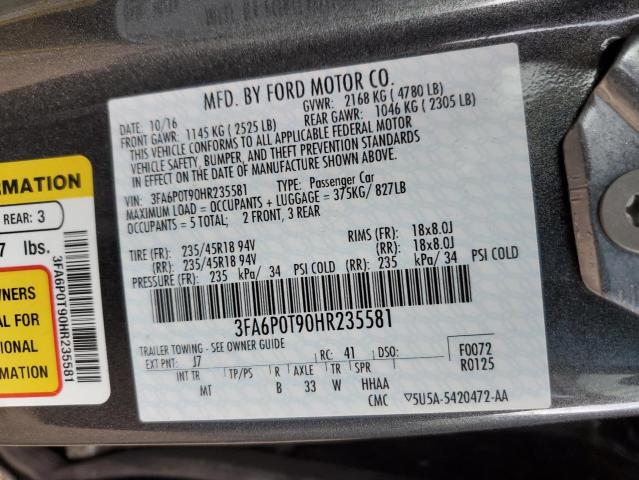 MFD. BY FORD MOTOR CO.
DATE: 10/16 GVWR: 2168 KG ( 4780 LB)
FRONT GAWR: 1145 KG ( 2525 LB) REAR GAWR: 1046 KG ( 2305 LB)
THIS VEHICLE CONFORMS TO ALL APPLICABLE FEDERAL MOTOR
VEHICLE SAFETY, BUMPER, AND THEFT PREVENTION STANDARDS
IN EFFECT ON THE DATE OF MANUFACTURE SHOWN ABOVE.
VIN: 3FA6P0T90HR235581 TYPE: Passenger Car
MAXIMUM LOAD = OCCUPANTS + LUGGAGE = 375KG/ 827LB
OCCUPANTS = 5 TOTAL: 2 FRONT, 3 REAR
TIRE (FR): 235/45R18 94V RIMS (FR): 18x8.0J
(RR): 235/45R18 94V (RR): 18x8.0J
PRESSURE (FR): 235 kPa/ 34 PSI COLD (RR): 235 kPa/ 34 PSI COLD
3FA6P0T90HR235581
TRAILER TOWING - SEE OWNER GUIDE
EXT PNT: J7 RC: 41 DSO:
F0072
R0125
INT TR TP/PS R AXLE TR SPR
MT B 33 W HHAA
CMC ▽5U5A-5420472-AA
ORMATION
REAR: 3
7 lbs.
WNERS
AL FOR
IONAL
RMATION
3FA6P0T90HR235581